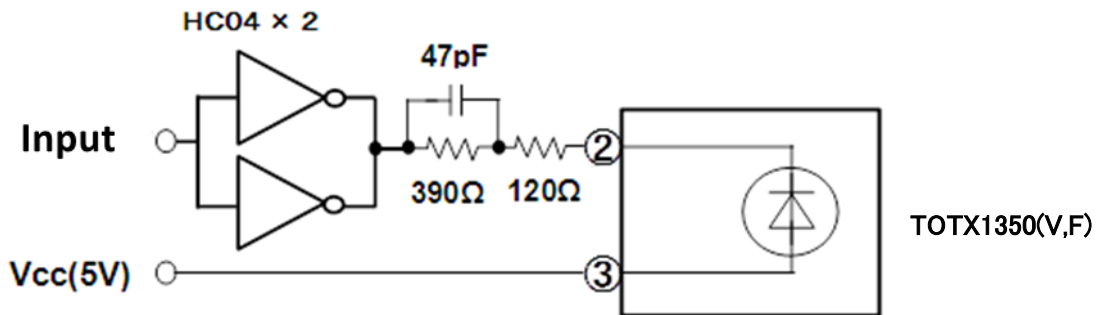 HC04 × 2
47pF
Input
390Ω 120Ω
②
TOTX1350(V,F)
Vcc(5V)
③